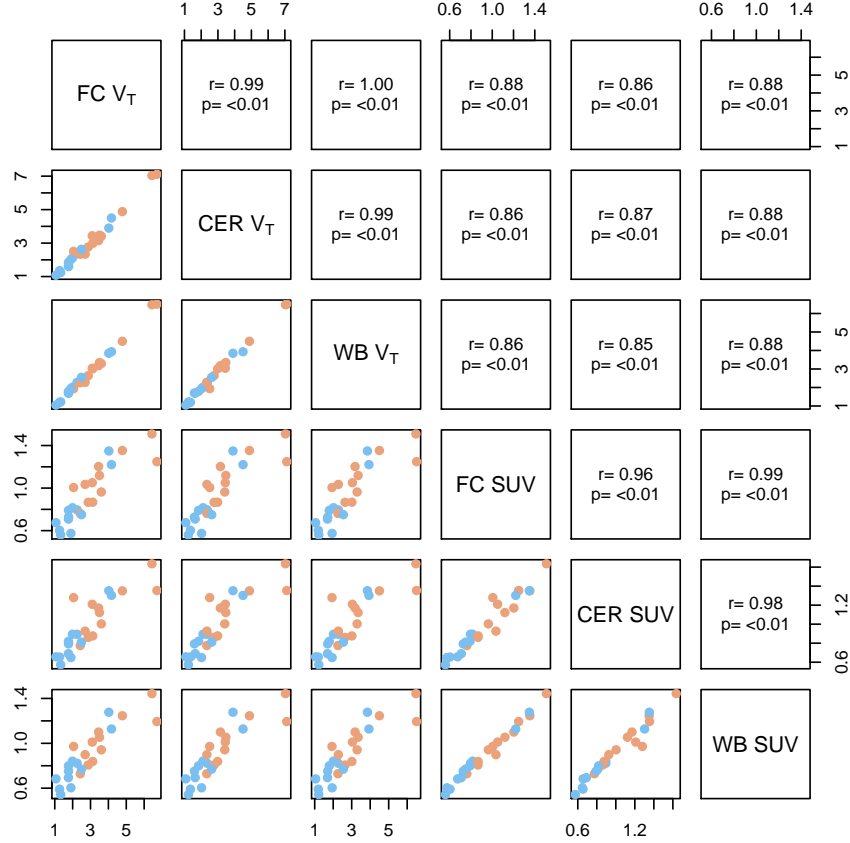 1 3 5 7
0.6 1.0 1.4
0.6 1.0 1.4
FC V_T
r= 0.99
p= <0.01
r= 1.00
p= <0.01
r= 0.88
p= <0.01
r= 0.86
p= <0.01
r= 0.88
p= <0.01
1 3 5
1 3 5 7
CER V_T
r= 0.99
p= <0.01
r= 0.86
p= <0.01
r= 0.87
p= <0.01
r= 0.88
p= <0.01
WB V_T
r= 0.86
p= <0.01
r= 0.85
p= <0.01
r= 0.88
p= <0.01
1 3 5
0.6 1.0 1.4
FC SUV
r= 0.96
p= <0.01
r= 0.99
p= <0.01
CER SUV
r= 0.98
p= <0.01
0.6 1.2
0.6 1.0 1.4
WB SUV
1 3 5
1 3 5
0.6 1.2